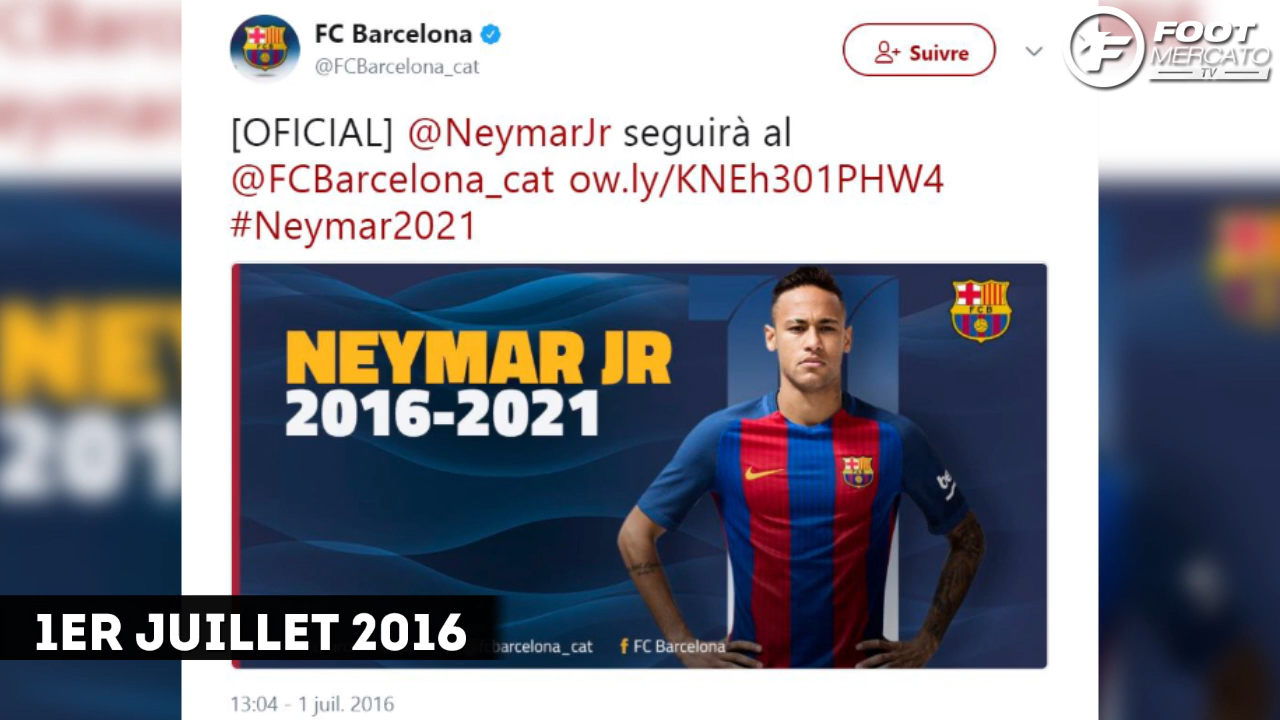 FC Barcelona
@FCBarcelona_cat
Suivre
FOOT
MERCATO
TV
[OFICIAL] @NeymarJr seguirà al
@FCBarcelona_cat ow.ly/KNEh301PHW4
#Neymar2021
FCB
NEYMAR JR
2016-2021
1ER JUILLET 2016
barcelona_cat
FC Barcelona
13:04 - 1 juil. 2016